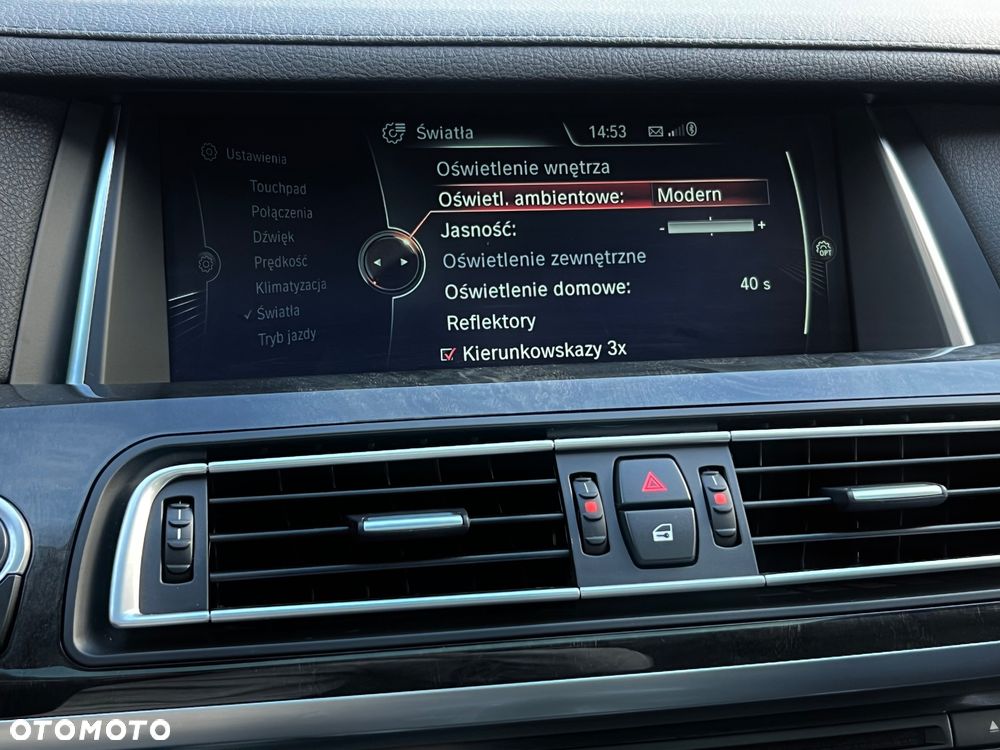 Ustawienia
Touchpad
Połączenia
Dźwięk
Prędkość
Klimatyzacja
✓ Światła
Tryb jazdy
Światła
14:53
Oświetlenie wnętrza
Oświetl. ambientowe: Modern
Jasność: - +
Oświetlenie zewnętrzne
Oświetlenie domowe: 40 s
Reflektory
Kierunkowskazy 3x
OPT
OTOMOTO